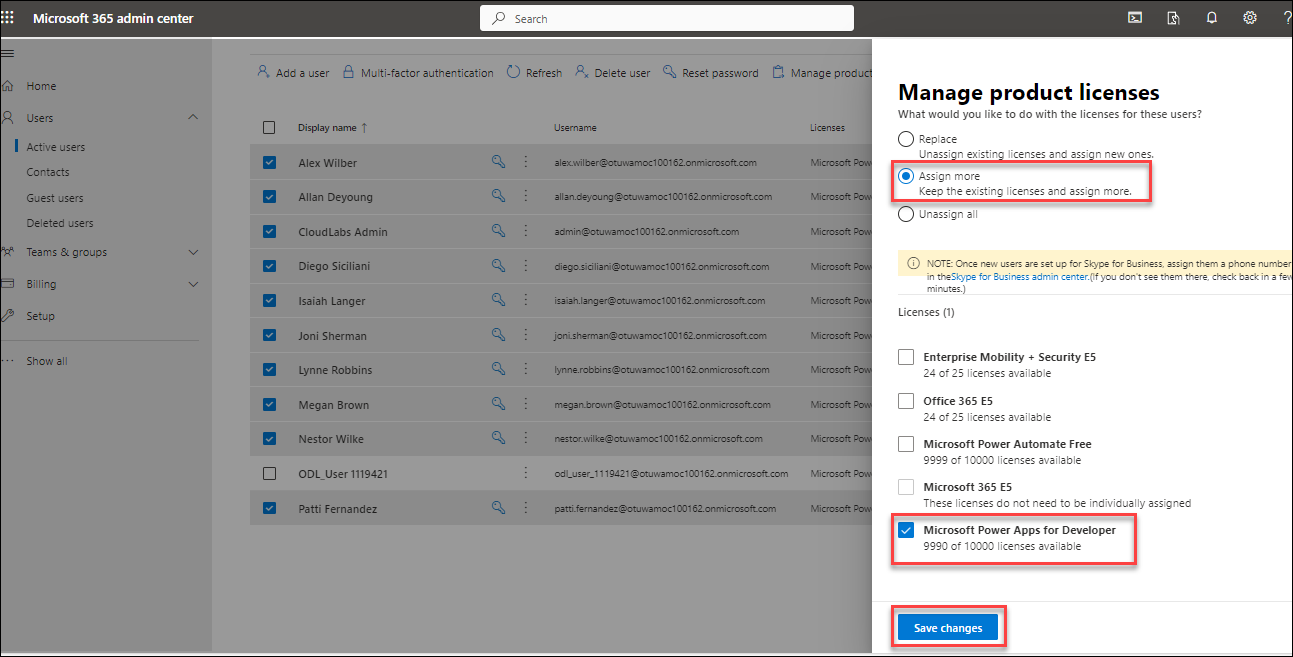 Microsoft 365 admin center
Search
?
Home
Users
Active users
Contacts
Guest users
Deleted users
Teams & groups
Billing
Setup
Show all
Add a user Multi-factor authentication Refresh Delete user Reset password Manage product
Display name ↑ Username Licenses
Alex Wilber alex.wilber@otuwamoc100162.onmicrosoft.com Microsoft Pow
Allan Deyoung allan.deyoung@otuwamoc100162.onmicrosoft.com Microsoft Pow
CloudLabs Admin admin@otuwamoc100162.onmicrosoft.com Microsoft Pow
Diego Siciliani diego.siciliani@otuwamoc100162.onmicrosoft.com Microsoft Pow
Isaiah Langer isaiah.langer@otuwamoc100162.onmicrosoft.com Microsoft Pow
Joni Sherman joni.sherman@otuwamoc100162.onmicrosoft.com Microsoft Pow
Lynne Robbins lynne.robbins@otuwamoc100162.onmicrosoft.com Microsoft Pow
Megan Brown megan.brown@otuwamoc100162.onmicrosoft.com Microsoft Pow
Nestor Wilke nestor.wilke@otuwamoc100162.onmicrosoft.com Microsoft Pow
ODL_User 1119421 odl_user_1119421@otuwamoc100162.onmicrosoft.com Microsoft Pow
Patti Fernandez patti.fernandez@otuwamoc100162.onmicrosoft.com Microsoft Pow
Manage product licenses
What would you like to do with the licenses for these users?
Replace
Unassign existing licenses and assign new ones.
Assign more
Keep the existing licenses and assign more.
Unassign all
NOTE: Once new users are set up for Skype for Business, assign them a phone number
in theSkype for Business admin center.(If you don't see them there, check back in a few
minutes.)
Licenses (1)
Enterprise Mobility + Security E5
24 of 25 licenses available
Office 365 E5
24 of 25 licenses available
Microsoft Power Automate Free
9999 of 10000 licenses available
Microsoft 365 E5
These licenses do not need to be individually assigned
Microsoft Power Apps for Developer
9990 of 10000 licenses available
Save changes